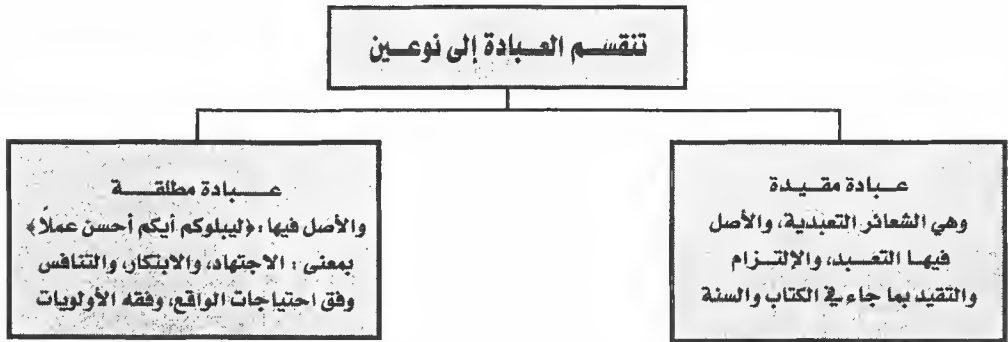 تنقسم العبادة إلى نوعين
عبادة مقيدة
وهي الشعائر التعبدية، والأصل
فيها التعبد، والإلتزام
والتقيد بما جاء في الكتاب والسنة
عبادة مطلقة
والأصل فيها: ﴿ليبلوكم أيكم أحسن عملاً﴾
بمعنى: الاجتهاد، والابتكار، والتنافس
وفق احتياجات الواقع، وفقه الأولويات